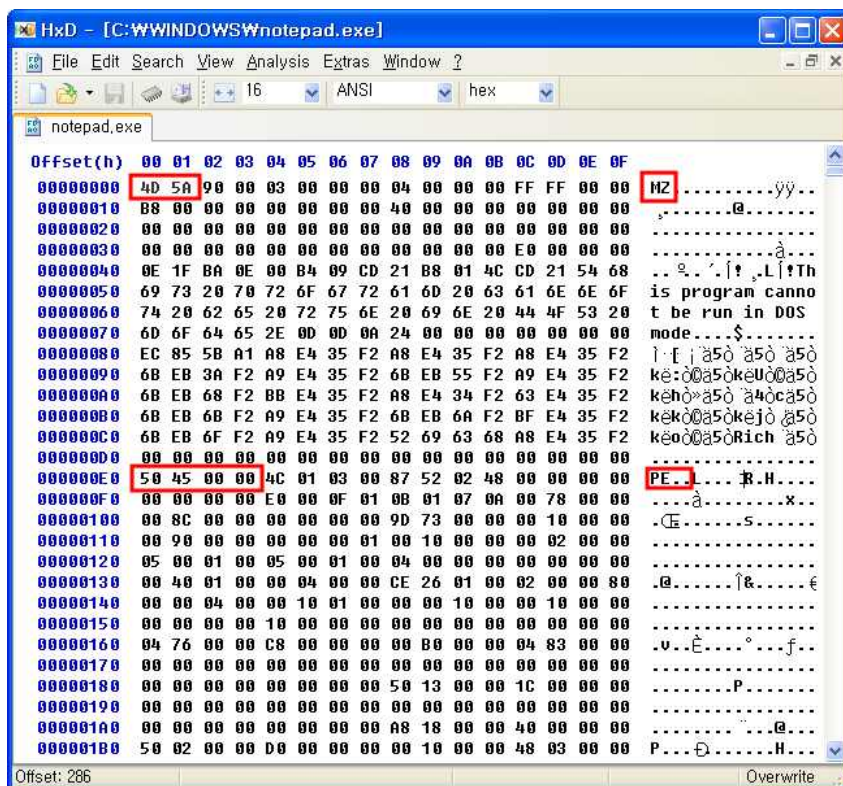 HxD - [C:₩WINDOWS₩notepad.exe]
File Edit Search View Analysis Extras Window ?
16 ANSI hex
notepad.exe
Offset(h) 00 01 02 03 04 05 06 07 08 09 0A 0B 0C 0D 0E 0F
00000000 4D 5A 90 00 03 00 00 00 04 00 00 00 FF FF 00 00 MZ..........ÿÿ..
00000010 B8 00 00 00 00 00 00 00 40 00 00 00 00 00 00 00 ¸.......@.......
00000020 00 00 00 00 00 00 00 00 00 00 00 00 00 00 00 00 ................
00000030 00 00 00 00 00 00 00 00 00 00 00 00 E0 00 00 00 ............à...
00000040 0E 1F BA 0E 00 B4 09 CD 21 B8 01 4C CD 21 54 68 ..º..´.Í!¸.LÍ!Th
00000050 69 73 20 70 72 6F 67 72 61 6D 20 63 61 6E 6E 6F is program canno
00000060 74 20 62 65 20 72 75 6E 20 69 6E 20 44 4F 53 20 t be run in DOS
00000070 6D 6F 64 65 2E 0D 0D 0A 24 00 00 00 00 00 00 00 mode....$.......
00000080 EC 85 5B A1 A8 E4 35 F2 A8 E4 35 F2 A8 E4 35 F2 ì…[¡¨ä5ò¨ä5ò¨ä5ò
00000090 6B EB 3A F2 A9 E4 35 F2 6B EB 55 F2 A9 E4 35 F2 kë:ò©ä5òkëUò©ä5ò
000000A0 6B EB 68 F2 BB E4 35 F2 A8 E4 34 F2 63 E4 35 F2 këhò»ä5ò¨ä4òcä5ò
000000B0 6B EB 6B F2 A9 E4 35 F2 6B EB 6A F2 BF E4 35 F2 këkò©ä5òkëjò¿ä5ò
000000C0 6B EB 6F F2 A9 E4 35 F2 52 69 63 68 A8 E4 35 F2 këoò©ä5òRich¨ä5ò
000000D0 00 00 00 00 00 00 00 00 00 00 00 00 00 00 00 00 ................
000000E0 50 45 00 00 4C 01 03 00 87 52 02 48 00 00 00 00 PE..L...‡R.H....
000000F0 00 00 00 00 E0 00 0F 01 0B 01 07 0A 00 78 00 00 ....à........x..
00000100 00 8C 00 00 00 00 00 00 9D 73 00 00 00 10 00 00 .Œ.......s......
00000110 00 90 00 00 00 00 00 01 00 10 00 00 00 02 00 00 ................
00000120 05 00 01 00 05 00 01 00 04 00 00 00 00 00 00 00 ................
00000130 00 40 01 00 00 04 00 00 CE 26 01 00 02 00 00 80 .@......Î&.....€
00000140 00 00 04 00 00 10 01 00 00 00 10 00 00 10 00 00 ................
00000150 00 00 00 00 10 00 00 00 00 00 00 00 00 00 00 00 ................
00000160 04 76 00 00 C8 00 00 00 00 B0 00 00 04 83 00 00 .v..È....°...ƒ..
00000170 00 00 00 00 00 00 00 00 00 00 00 00 00 00 00 00 ................
00000180 00 00 00 00 00 00 00 00 50 13 00 00 1C 00 00 00 ........P.......
00000190 00 00 00 00 00 00 00 00 00 00 00 00 00 00 00 00 ................
000001A0 00 00 00 00 00 00 00 00 A8 18 00 00 40 00 00 00 ........¨...@...
000001B0 50 02 00 00 D0 00 00 00 00 10 00 00 48 03 00 00 P...Ð.......H...
Offset: 286 Overwrite